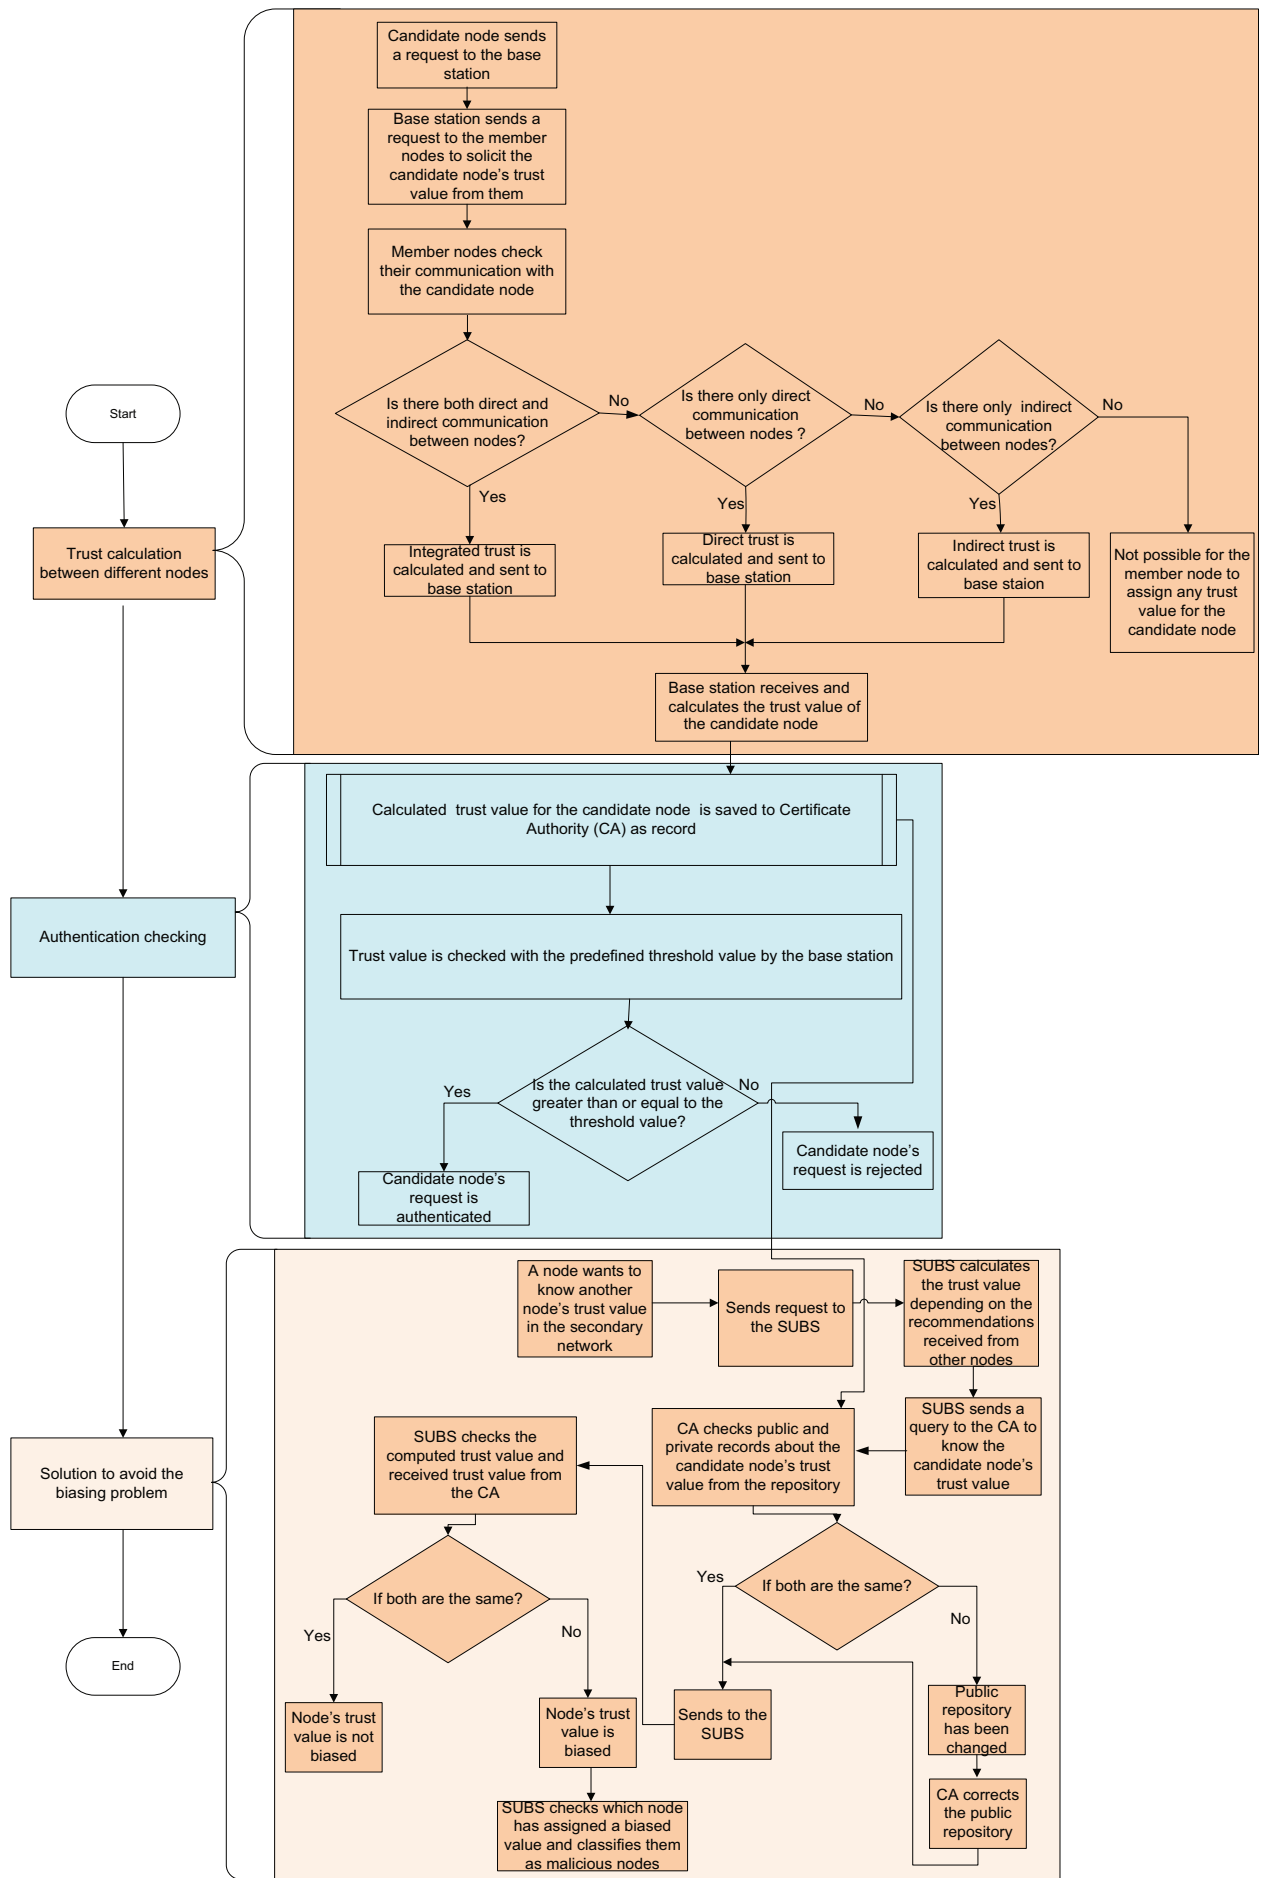 Candidate node sends
a request to the base
station
Base station sends a
request to the member
nodes to solicit the
candidate node's trust
value from them
Member nodes check
their communication with
the candidate node
Is there both direct and
indirect communication
between nodes?
No
Is there only direct
communication
between nodes ?
No
Is there only indirect
communication
between nodes?
No
Yes
Yes
Yes
Integrated trust is
calculated and sent to
base station
Direct trust is
calculated and sent to
base station
Indirect trust is
calculated and sent to
base staion
Not possible for the
member node to
assign any trust
value for the
candidate node
Base station receives and
calculates the trust value of
the candidate node
Start
Trust calculation
between different nodes
Calculated trust value for the candidate node is saved to Certificate
Authority (CA) as record
Trust value is checked with the predefined threshold value by the base station
Is the calculated trust value
greater than or equal to the
threshold value?
Yes
No
Candidate node's
request is
authenticated
Candidate node's
request is rejected
Authentication checking
A node wants to
know another
node's trust value
in the secondary
network
Sends request to
the SUBS
SUBS calculates
the trust value
depending on the
recommendations
received from
other nodes
SUBS sends a
query to the CA to
know the
candidate node's
trust value
CA checks public and
private records about the
candidate node's trust
value from the repository
SUBS checks the
computed trust value and
received trust value from
the CA
If both are the same?
Yes
No
If both are the same?
Yes
No
Node's trust
value is not
biased
Node's trust
value is
biased
Sends to the
SUBS
Public
repository
has been
changed
CA corrects
the public
repository
SUBS checks which node
has assigned a biased
value and classifies them
as malicious nodes
Solution to avoid the
biasing problem
End